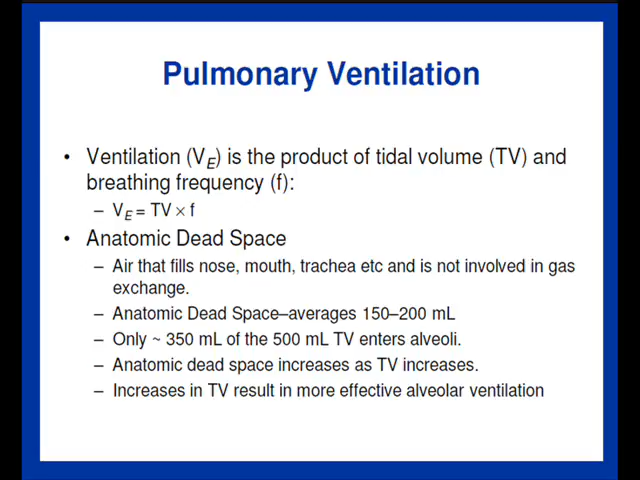 Pulmonary Ventilation
• Ventilation (VE) is the product of tidal volume (TV) and
breathing frequency (f):
– VE = TV × f
• Anatomic Dead Space
– Air that fills nose, mouth, trachea etc and is not involved in gas
exchange.
– Anatomic Dead Space–averages 150–200 mL
– Only ~ 350 mL of the 500 mL TV enters alveoli.
– Anatomic dead space increases as TV increases.
– Increases in TV result in more effective alveolar ventilation